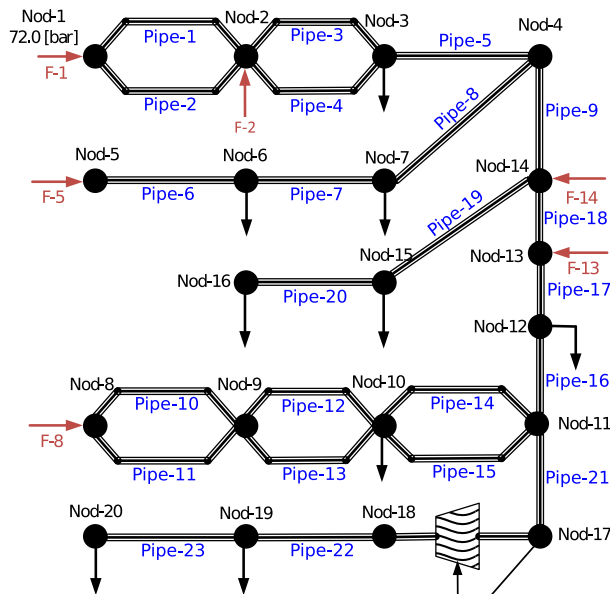 Nod-1
72.0 [bar]
Nod-2
Nod-3
Nod-4
Pipe-1
Pipe-3
Pipe-5
F-1
Pipe-2
Pipe-4
Pipe-8
Pipe-9
F-2
Nod-5
Nod-6
Nod-7
Nod-14
F-5
Pipe-6
Pipe-7
Pipe-19
F-14
Pipe-18
Nod-15
Nod-13
F-13
Nod-16
Pipe-20
Pipe-17
Nod-12
Nod-8
Nod-9
Nod-10
Pipe-16
Pipe-10
Pipe-12
Pipe-14
F-8
Nod-11
Pipe-11
Pipe-13
Pipe-15
Pipe-21
Nod-20
Nod-19
Nod-18
Nod-17
Pipe-23
Pipe-22